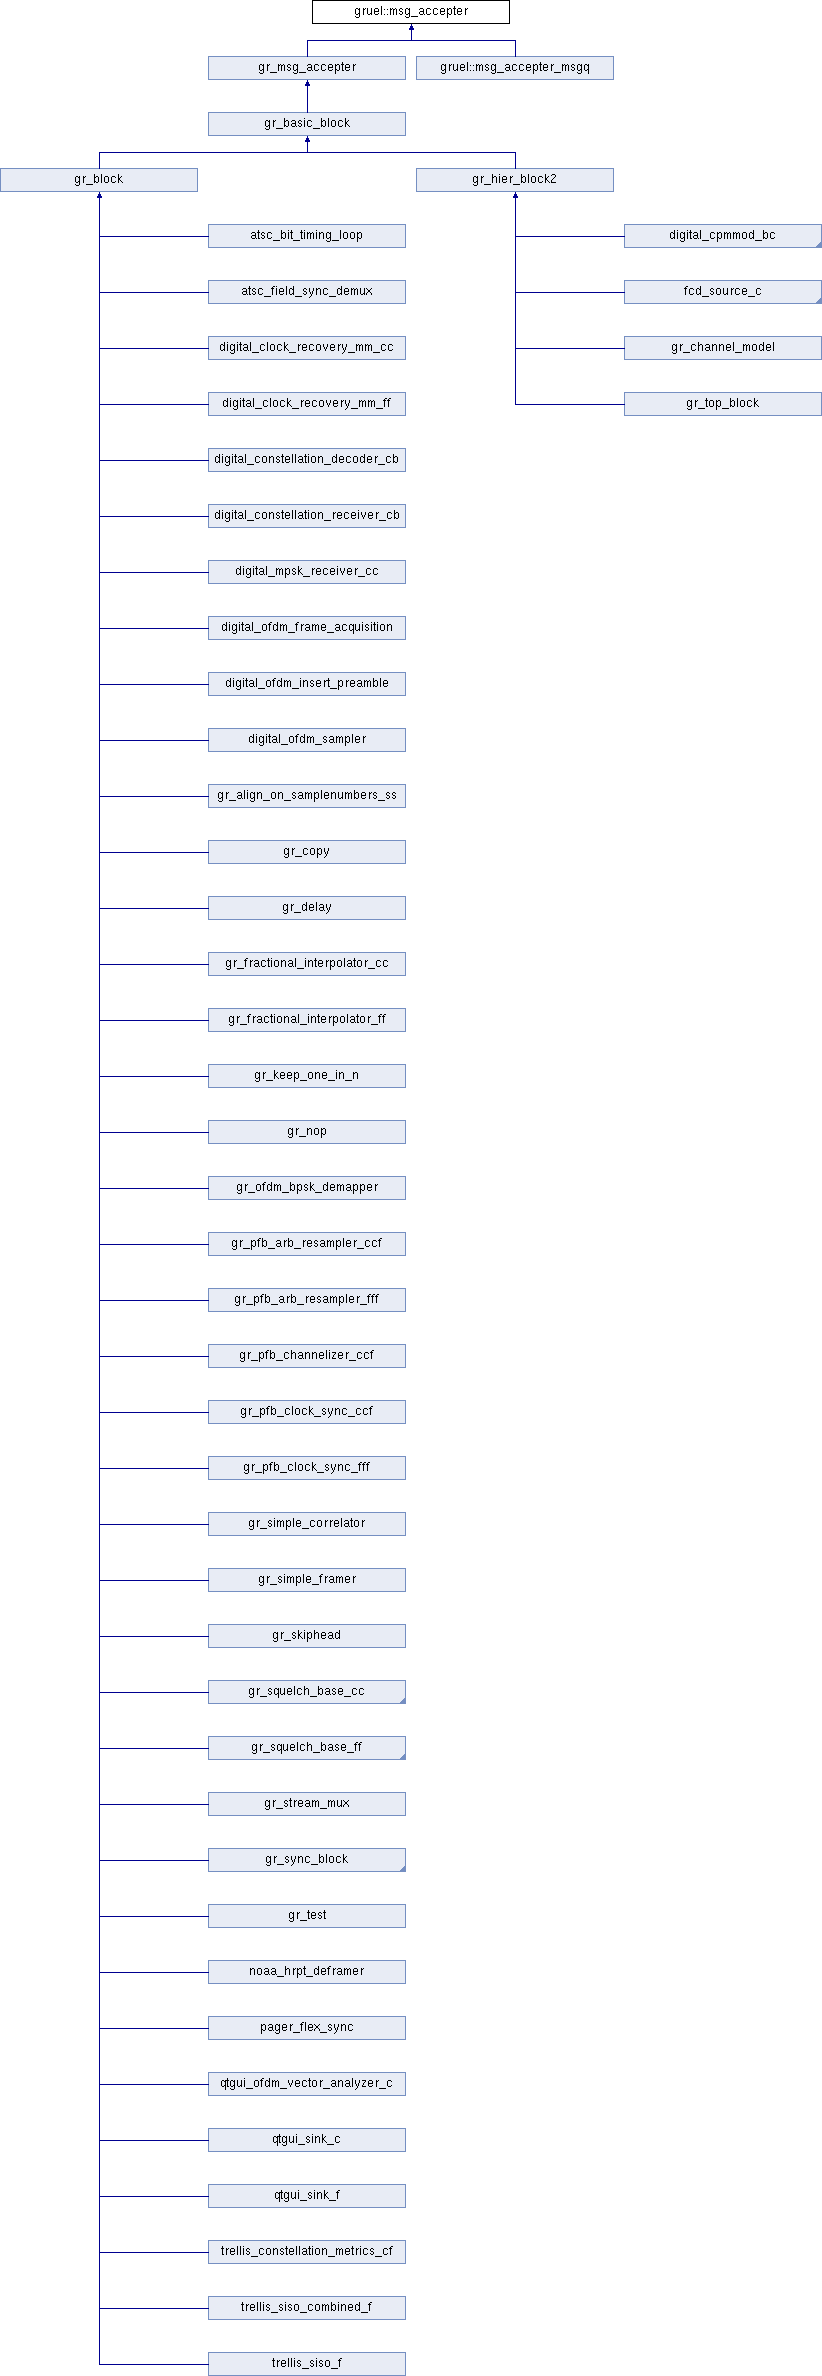 gruel::msg_accepter
gr_msg_accepter
gruel::msg_accepter_msgq
gr_basic_block
gr_block
gr_hier_block2
atsc_bit_timing_loop
digital_cpmmod_bc
atsc_field_sync_demux
fcd_source_c
digital_clock_recovery_mm_cc
gr_channel_model
digital_clock_recovery_mm_ff
gr_top_block
digital_constellation_decoder_cb
digital_constellation_receiver_cb
digital_mpsk_receiver_cc
digital_ofdm_frame_acquisition
digital_ofdm_insert_preamble
digital_ofdm_sampler
gr_align_on_samplenumbers_ss
gr_copy
gr_delay
gr_fractional_interpolator_cc
gr_fractional_interpolator_ff
gr_keep_one_in_n
gr_nop
gr_ofdm_bpsk_demapper
gr_pfb_arb_resampler_ccf
gr_pfb_arb_resampler_fff
gr_pfb_channelizer_ccf
gr_pfb_clock_sync_ccf
gr_pfb_clock_sync_fff
gr_simple_correlator
gr_simple_framer
gr_skiphead
gr_squelch_base_cc
gr_squelch_base_ff
gr_stream_mux
gr_sync_block
gr_test
noaa_hrpt_deframer
pager_flex_sync
qtgui_ofdm_vector_analyzer_c
qtgui_sink_c
qtgui_sink_f
trellis_constellation_metrics_cf
trellis_siso_combined_f
trellis_siso_f